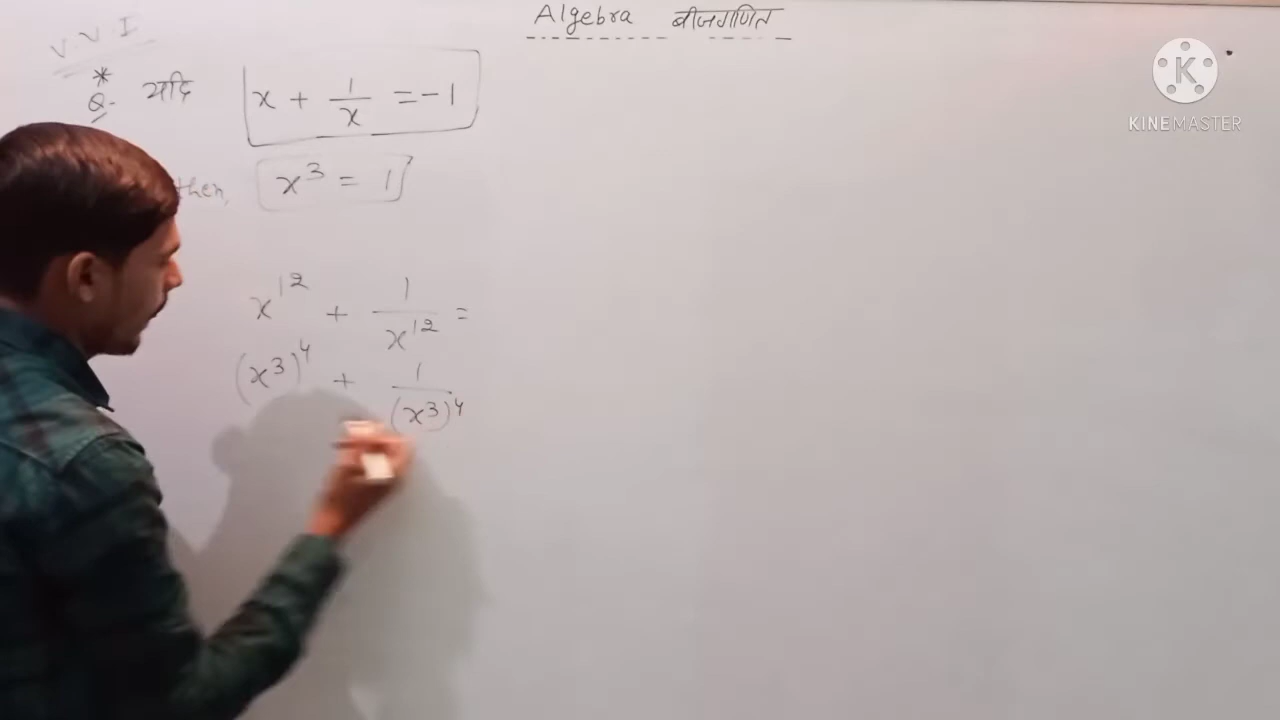 Algebra बीजगणित
V. V. I
*
Q- यदि x + 1/x = -1
then, x³ = 1
x¹² + 1/x¹² =
(x³)⁴ + 1/(x³)⁴
K
KINEMASTER